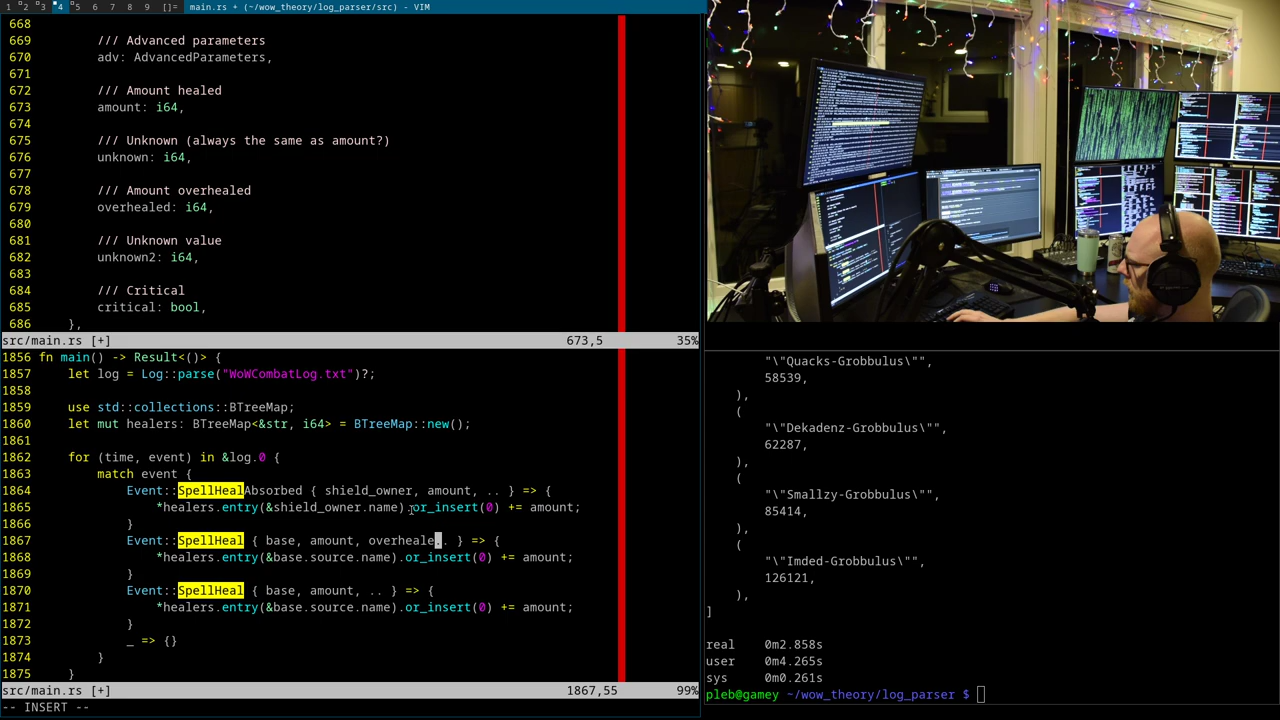 1 2 3 4 5 6 7 8 9 []= main.rs + (~/wow_theory/log_parser/src) - VIM
668
669 /// Advanced parameters
670 adv: AdvancedParameters,
671
672 /// Amount healed
673 amount: i64,
674
675 /// Unknown (always the same as amount?)
676 unknown: i64,
677
678 /// Amount overhealed
679 overhealed: i64,
680
681 /// Unknown value
682 unknown2: i64,
683
684 /// Critical
685 critical: bool,
686 },
src/main.rs [+] 673,5 35%
1856 fn main() -> Result<()> {
1857 let log = Log::parse("WoWCombatLog.txt")?;
1858
1859 use std::collections::BTreeMap;
1860 let mut healers: BTreeMap<&str, i64> = BTreeMap::new();
1861
1862 for (time, event) in &log.0 {
1863 match event {
1864 Event::SpellHealAbsorbed { shield_owner, amount, .. } => {
1865 *healers.entry(&shield_owner.name).or_insert(0) += amount;
1866 }
1867 Event::SpellHeal { base, amount, overheale.. } => {
1868 *healers.entry(&base.source.name).or_insert(0) += amount;
1869 }
1870 Event::SpellHeal { base, amount, .. } => {
1871 *healers.entry(&base.source.name).or_insert(0) += amount;
1872 }
1873 _ => {}
1874 }
1875 }
src/main.rs [+] 1867,55 99%
-- INSERT --
"\"Quacks-Grobbulus\"",
58539,
),
(
"\"Dekadenz-Grobbulus\"",
62287,
),
(
"\"Smallzy-Grobbulus\"",
85414,
),
(
"\"Imded-Grobbulus\"",
126121,
),
]
real 0m2.858s
user 0m4.265s
sys 0m0.261s
pleb@gamey ~/wow_theory/log_parser $